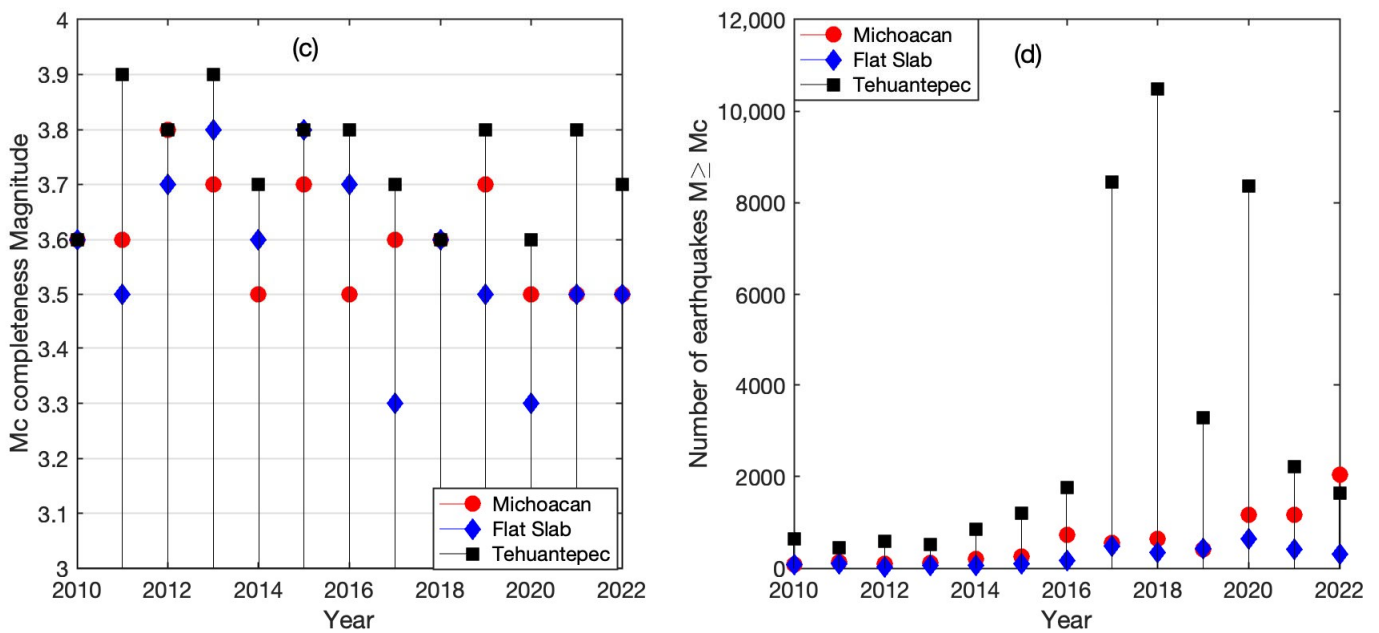 (c)
Mc completeness Magnitude
4
3.9
3.8
3.7
3.6
3.5
3.4
3.3
3.2
3.1
3
2010 2012 2014 2016 2018 2020 2022
Year
Michoacan
Flat Slab
Tehuantepec
(d)
Number of earthquakes M≥ Mc
12,000
10,000
8000
6000
4000
2000
0
2010 2012 2014 2016 2018 2020 2022
Year
Michoacan
Flat Slab
Tehuantepec